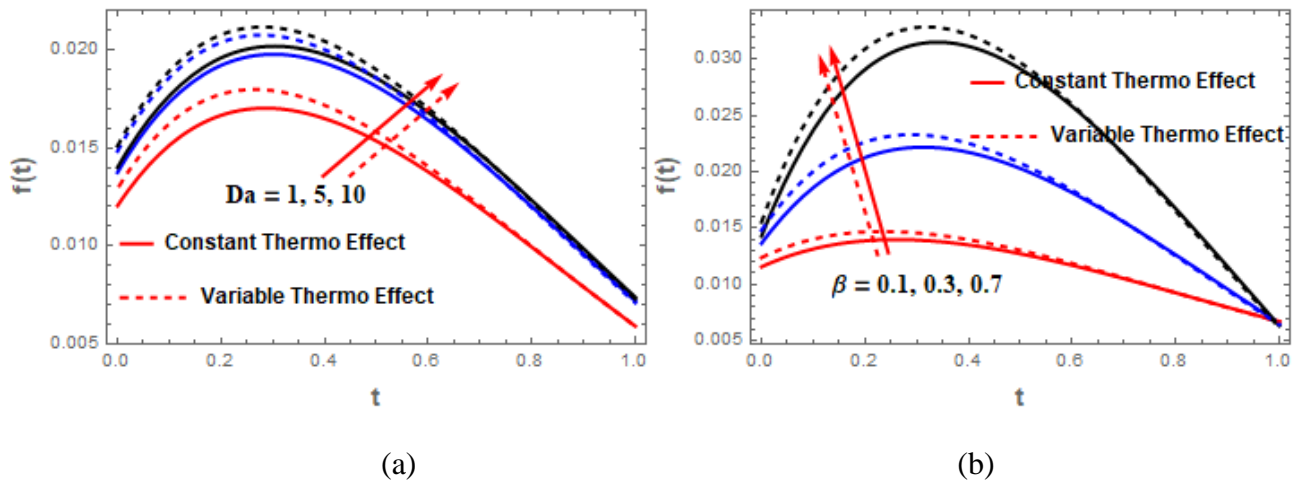 0.020
0.015
0.010
0.005
f(t)
Da = 1, 5, 10
Constant Thermo Effect
Variable Thermo Effect
0.0 0.2 0.4 0.6 0.8 1.0
t
(a)
0.030
0.025
0.020
0.015
0.010
0.005
f(t)
Constant Thermo Effect
Variable Thermo Effect
β = 0.1, 0.3, 0.7
0.0 0.2 0.4 0.6 0.8 1.0
t
(b)